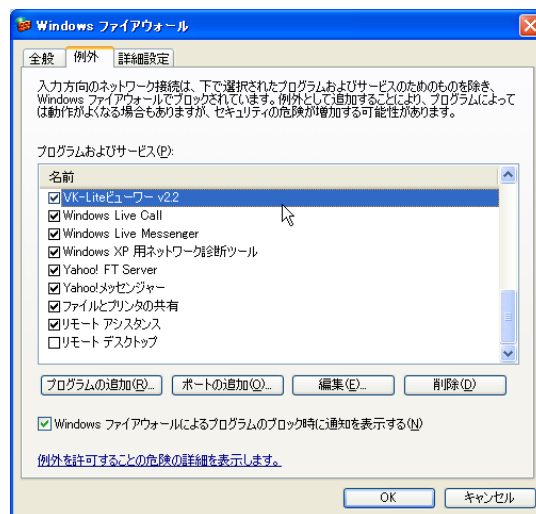 Windows ファイアウォール
全般 例外 詳細設定
入力方向のネットワーク接続は、下で選択されたプログラムおよびサービスのためのものを除き、
Windows ファイアウォールでブロックされています。例外として追加することにより、プログラムによって
は動作がよくなる場合もありますが、セキュリティの危険が増加する可能性があります。
プログラムおよびサービス(P):
名前
VK-Liteビューワー v2.2
Windows Live Call
Windows Live Messenger
Windows XP 用ネットワーク診断ツール
Yahoo! FT Server
Yahoo!メッセンジャー
ファイルとプリンタの共有
リモート アシスタンス
リモート デスクトップ
プログラムの追加(R)... ポートの追加(O)... 編集(E)... 削除(D)
Windows ファイアウォールによるプログラムのブロック時に通知を表示する(N)
例外を許可することの危険の詳細を表示します。
OK キャンセル